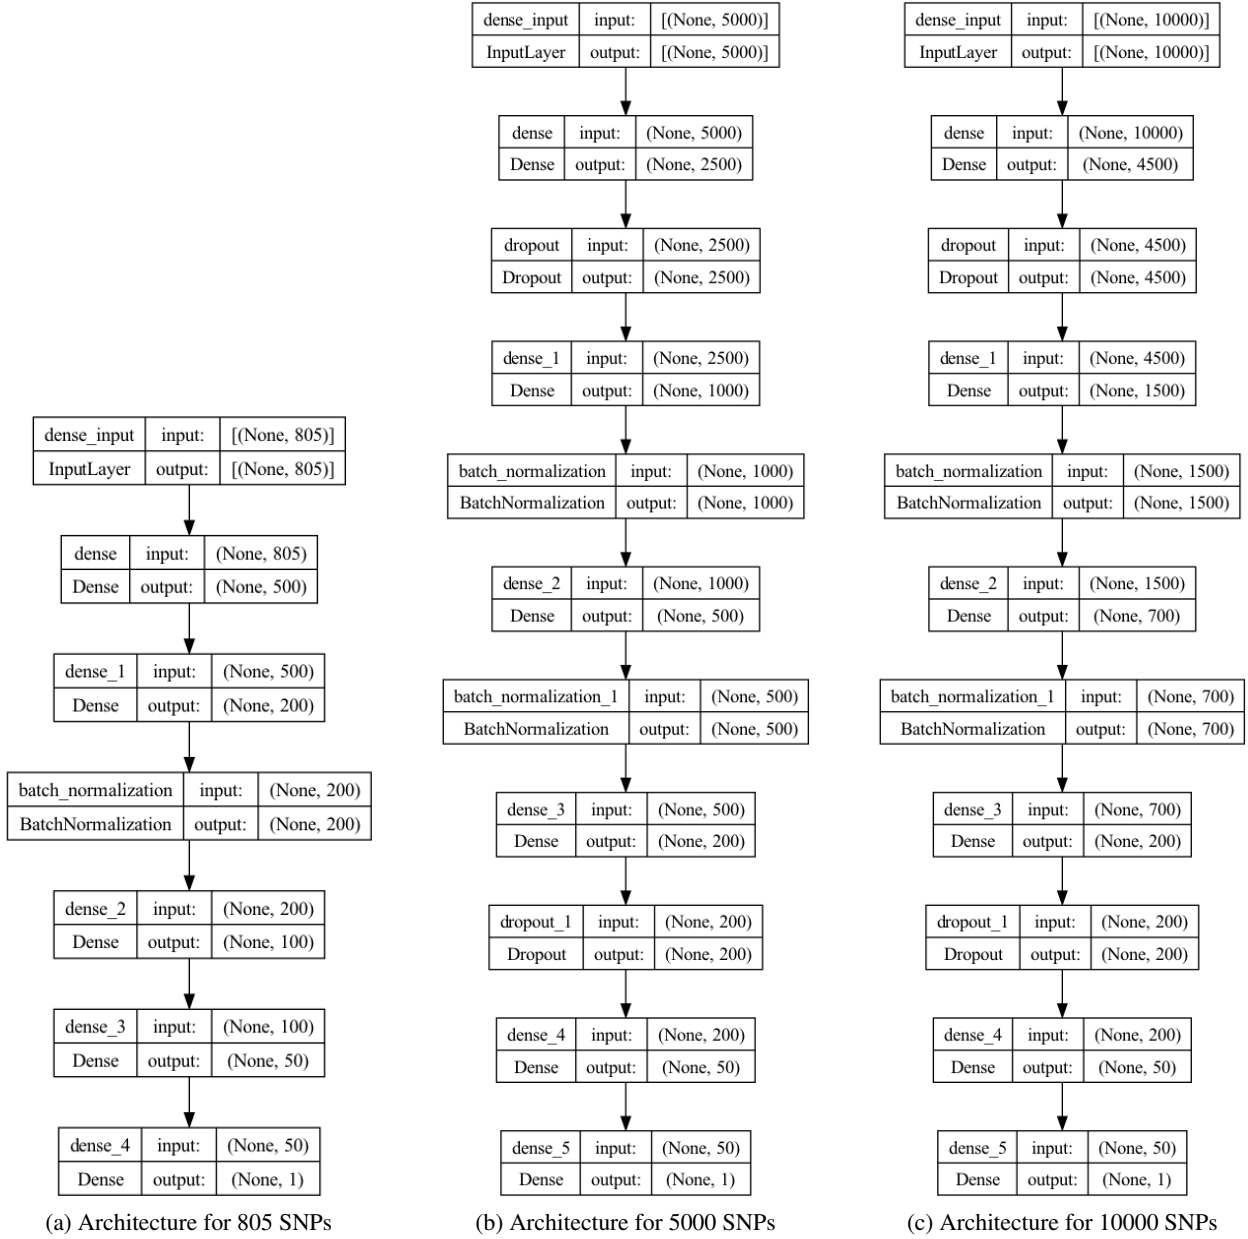 dense_input input: [(None, 805)]
InputLayer output: [(None, 805)]
dense input: (None, 805)
Dense output: (None, 500)
dense_1 input: (None, 500)
Dense output: (None, 200)
batch_normalization input: (None, 200)
BatchNormalization output: (None, 200)
dense_2 input: (None, 200)
Dense output: (None, 100)
dense_3 input: (None, 100)
Dense output: (None, 50)
dense_4 input: (None, 50)
Dense output: (None, 1)
(a) Architecture for 805 SNPs
dense_input input: [(None, 5000)]
InputLayer output: [(None, 5000)]
dense input: (None, 5000)
Dense output: (None, 2500)
dropout input: (None, 2500)
Dropout output: (None, 2500)
dense_1 input: (None, 2500)
Dense output: (None, 1000)
batch_normalization input: (None, 1000)
BatchNormalization output: (None, 1000)
dense_2 input: (None, 1000)
Dense output: (None, 500)
batch_normalization_1 input: (None, 500)
BatchNormalization output: (None, 500)
dense_3 input: (None, 500)
Dense output: (None, 200)
dropout_1 input: (None, 200)
Dropout output: (None, 200)
dense_4 input: (None, 200)
Dense output: (None, 50)
dense_5 input: (None, 50)
Dense output: (None, 1)
(b) Architecture for 5000 SNPs
dense_input input: [(None, 10000)]
InputLayer output: [(None, 10000)]
dense input: (None, 10000)
Dense output: (None, 4500)
dropout input: (None, 4500)
Dropout output: (None, 4500)
dense_1 input: (None, 4500)
Dense output: (None, 1500)
batch_normalization input: (None, 1500)
BatchNormalization output: (None, 1500)
dense_2 input: (None, 1500)
Dense output: (None, 700)
batch_normalization_1 input: (None, 700)
BatchNormalization output: (None, 700)
dense_3 input: (None, 700)
Dense output: (None, 200)
dropout_1 input: (None, 200)
Dropout output: (None, 200)
dense_4 input: (None, 200)
Dense output: (None, 50)
dense_5 input: (None, 50)
Dense output: (None, 1)
(c) Architecture for 10000 SNPs